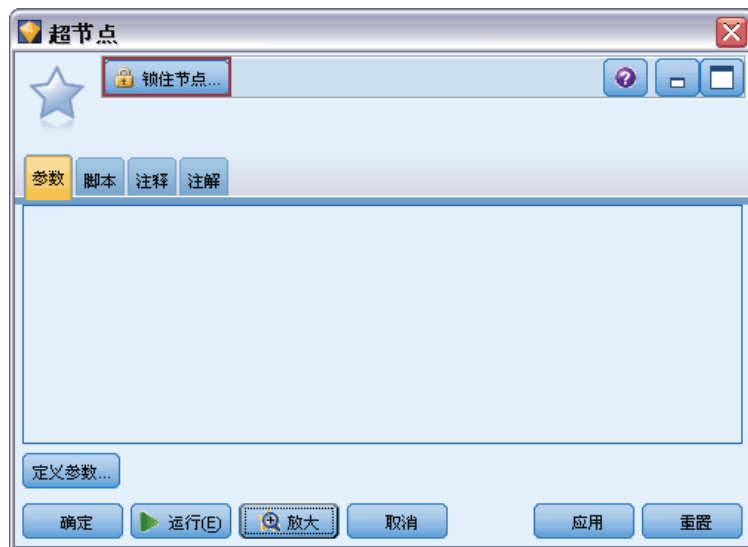 超节点
锁住节点...
参数 脚本 注释 注解
定义参数...
确定 运行(E) 放大 取消 应用 重置